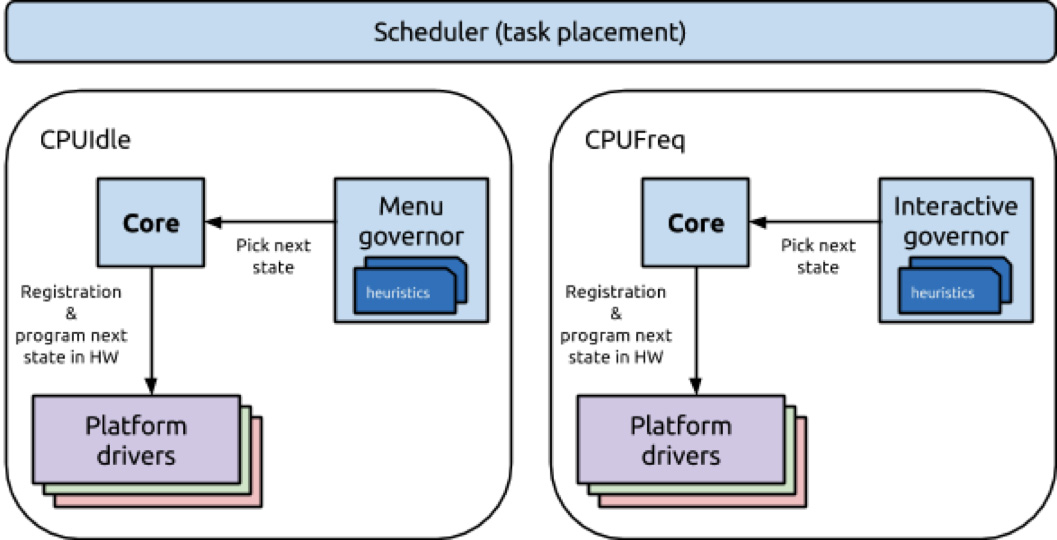 Scheduler (task placement)
CPUIdle
Core
Menu
governor
heuristics
Pick next
state
Registration
&
program next
state in HW
Platform
drivers
CPUFreq
Core
Interactive
governor
heuristics
Pick next
state
Registration
&
program next
state in HW
Platform
drivers